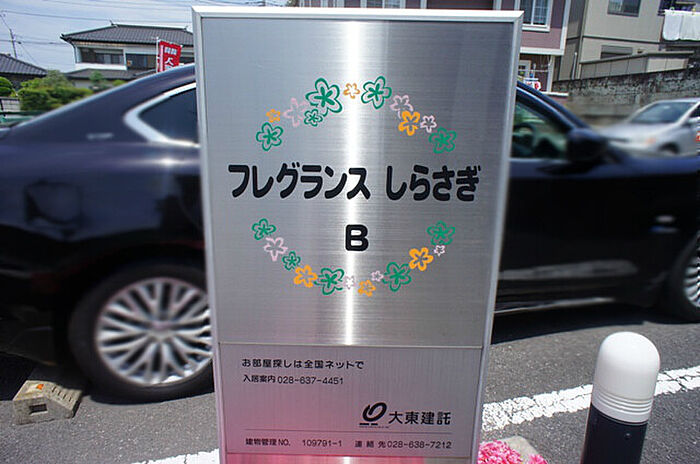 フレグランス しらさぎ
B
お部屋探しは全国ネットで
入居案内 028-637-4451
大東建託
建物管理NO. 109791-1 連絡先 028-638-7212